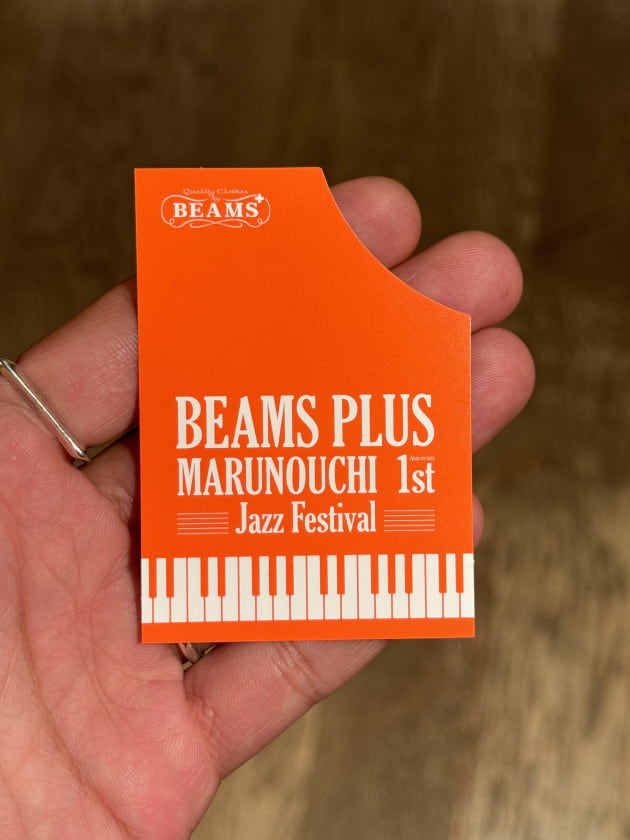 Quality Clothes
by
BEAMS+
BEAMS PLUS
MARUNOUCHI 1st
Anniversary
Jazz Festival